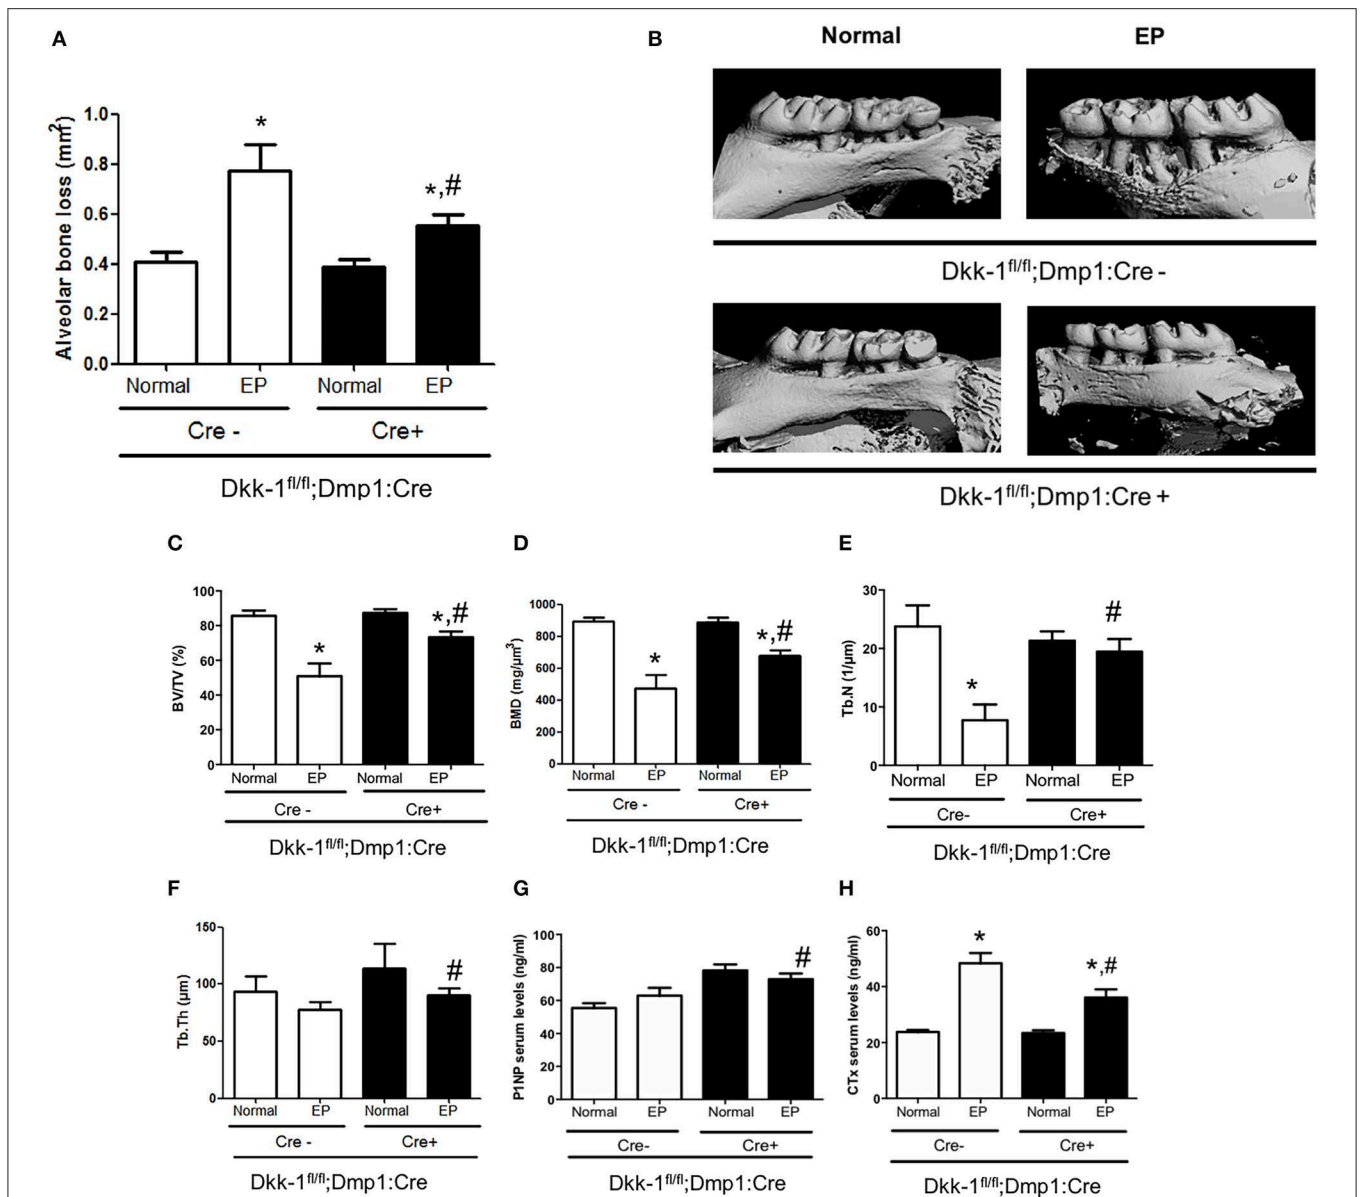 A
Alveolar bone loss (mm²)
1.0
0.8
0.6
0.4
0.2
0.0
*
*,#
Normal EP Normal EP
Cre - Cre+
Dkk-1fl/fl;Dmp1:Cre
B
Normal EP
Dkk-1fl/fl;Dmp1:Cre -
Dkk-1fl/fl;Dmp1:Cre +
C
BV/TV (%)
100
80
60
40
20
0
*
*,#
Normal EP Normal EP
Cre - Cre+
Dkk-1fl/fl;Dmp1:Cre
D
BMD (mg/µm³)
1000
800
600
400
200
0
*
*,#
Normal EP Normal EP
Cre - Cre+
Dkk-1fl/fl;Dmp1:Cre
E
Tb.N (1/µm)
30
20
10
0
*
#
Normal EP Normal EP
Cre- Cre+
Dkk-1fl/fl;Dmp1:Cre
F
Tb.Th (µm)
150
100
50
0
#
Normal EP Normal EP
Cre - Cre+
Dkk-1fl/fl;Dmp1:Cre
G
P1NP serum levels (ng/ml)
100
80
60
40
20
0
#
Normal EP Normal EP
Cre- Cre+
Dkk-1fl/fl;Dmp1:Cre
H
CTx serum levels (ng/ml)
60
40
20
0
*
*,#
Normal EP Normal EP
Cre- Cre+
Dkk-1fl/fl;Dmp1:Cre